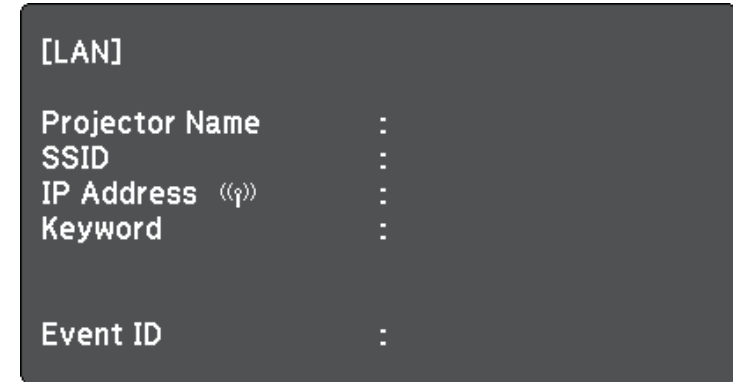 [LAN]
Projector Name :
SSID :
IP Address :
Keyword :
Event ID :